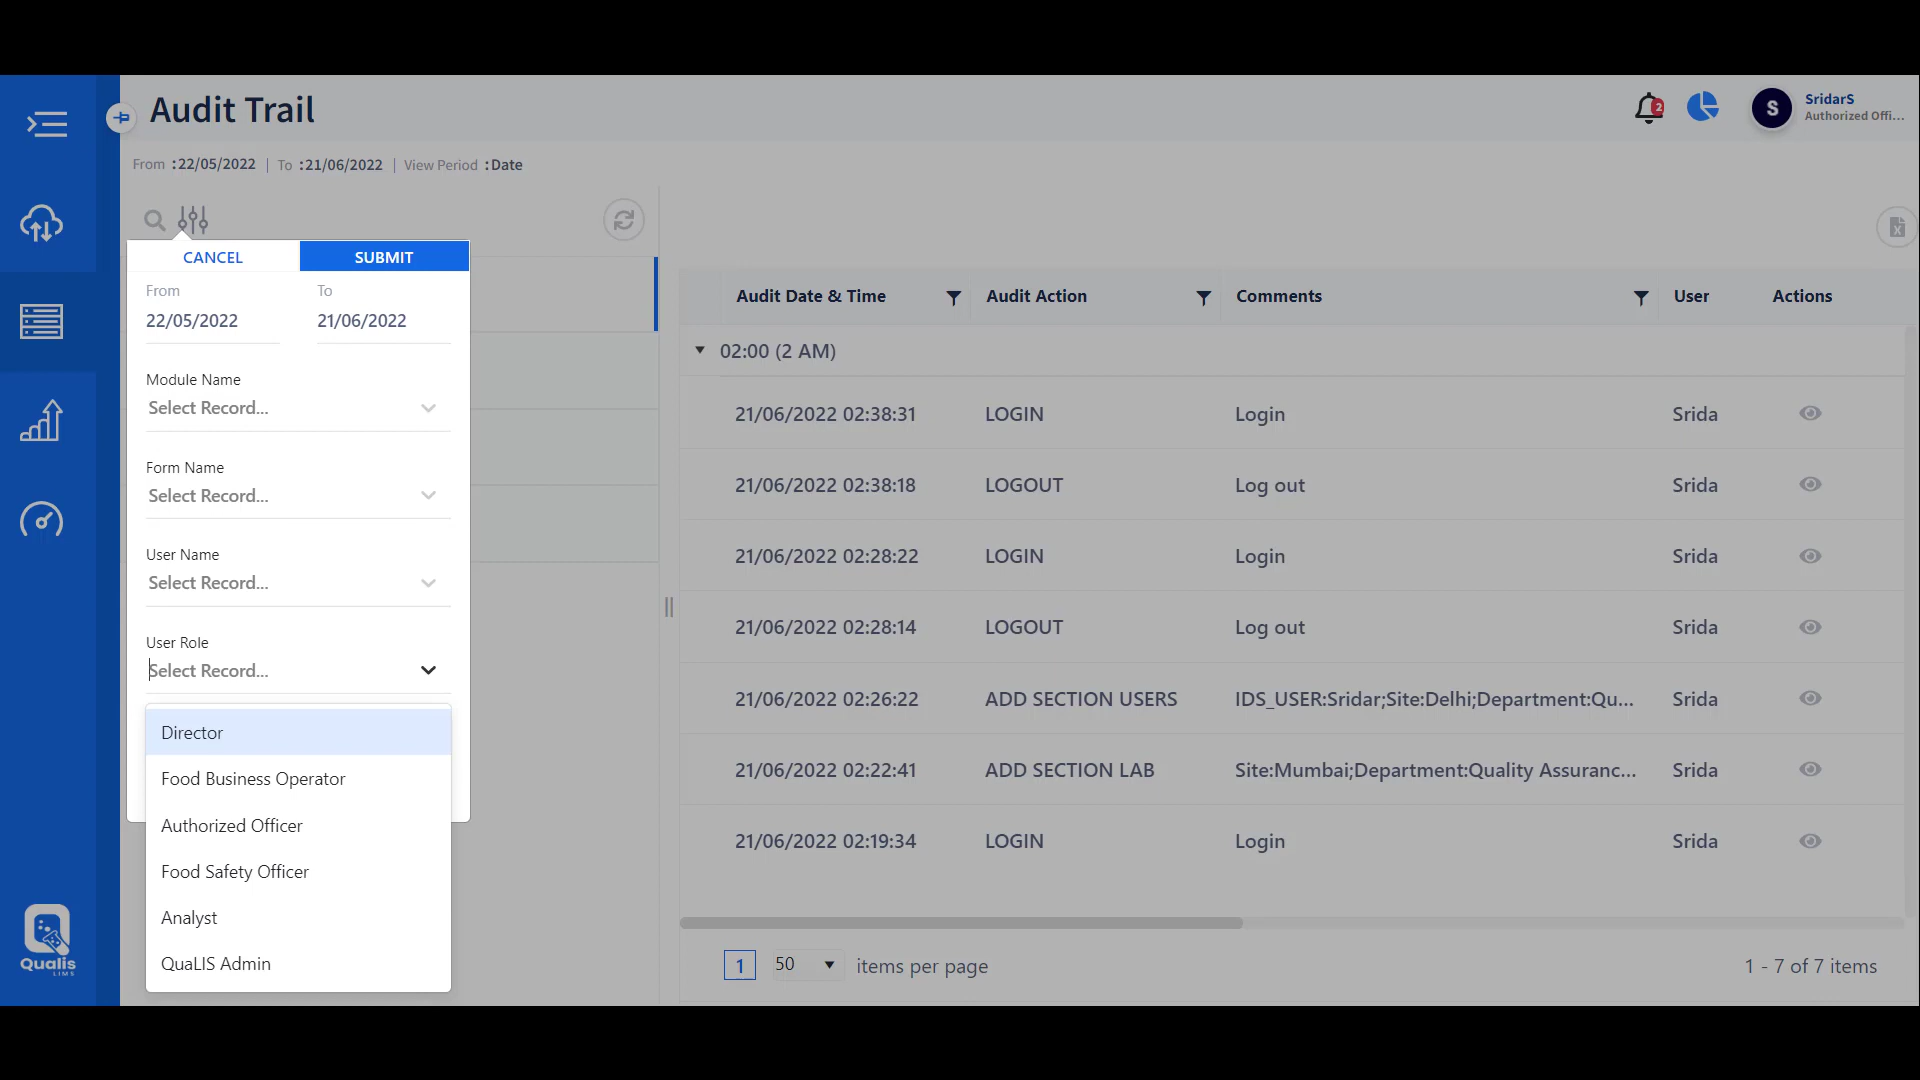 Audit Trail
2
S
SridarS
Authorized Offi...
From :22/05/2022 | To :21/06/2022 | View Period :Date
CANCEL
SUBMIT
From
To
22/05/2022
21/06/2022
Module Name
Select Record...
Form Name
Select Record...
User Name
Select Record...
User Role
Select Record...
Director
Food Business Operator
Authorized Officer
Food Safety Officer
Analyst
QuaLIS Admin
Audit Date & Time Audit Action Comments User Actions
02:00 (2 AM)
21/06/2022 02:38:31 LOGIN Login Srida
21/06/2022 02:38:18 LOGOUT Log out Srida
21/06/2022 02:28:22 LOGIN Login Srida
21/06/2022 02:28:14 LOGOUT Log out Srida
21/06/2022 02:26:22 ADD SECTION USERS IDS_USER:Sridar;Site:Delhi;Department:Qu... Srida
21/06/2022 02:22:41 ADD SECTION LAB Site:Mumbai;Department:Quality Assuranc... Srida
21/06/2022 02:19:34 LOGIN Login Srida
1 50 items per page
1 - 7 of 7 items
Qualis
LIMS